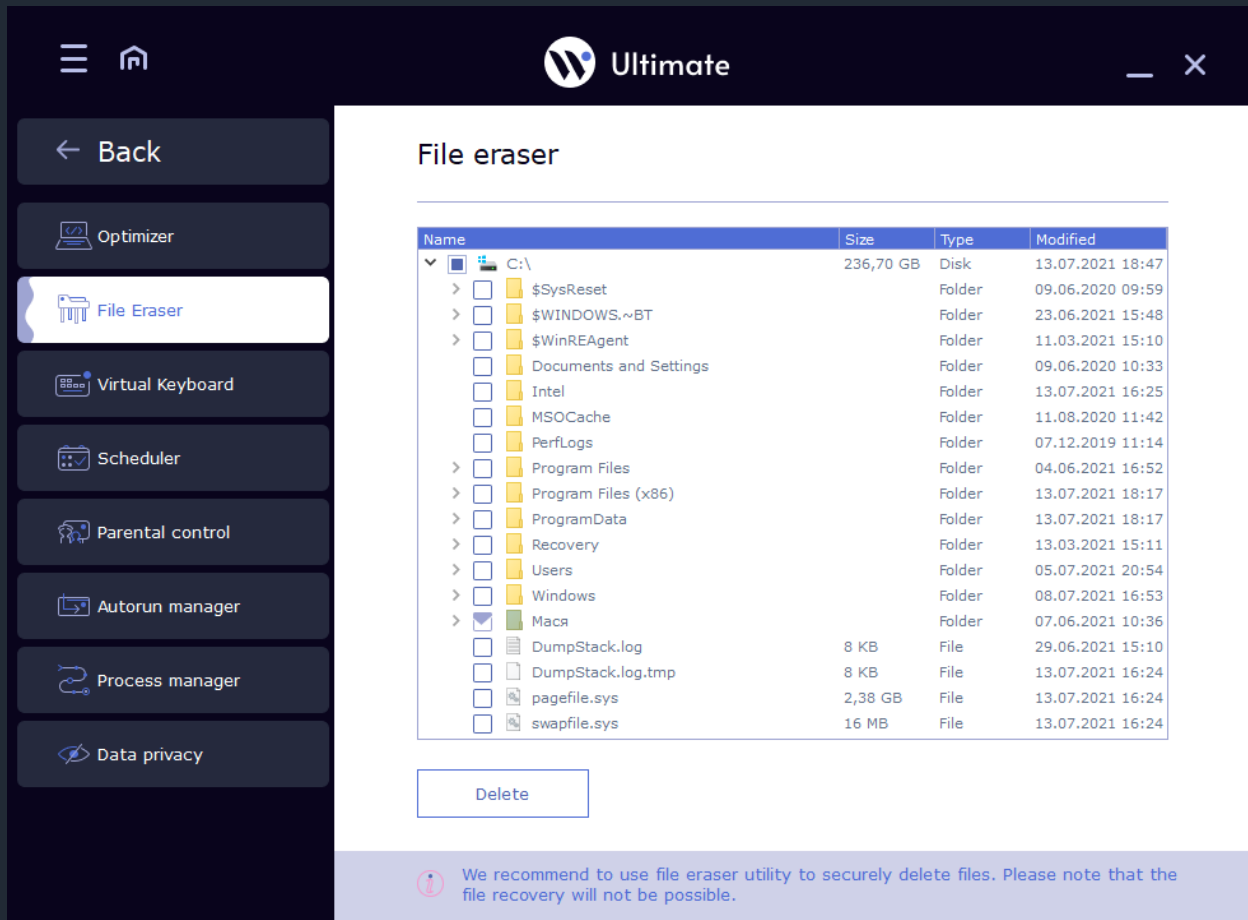 Ultimate
Back
Optimizer
File Eraser
Virtual Keyboard
Scheduler
Parental control
Autorun manager
Process manager
Data privacy
File eraser
Name Size Type Modified
C:\ 236,70 GB Disk 13.07.2021 18:47
$SysReset Folder 09.06.2020 09:59
$WINDOWS.~BT Folder 23.06.2021 15:48
$WinREAgent Folder 11.03.2021 15:10
Documents and Settings Folder 09.06.2020 10:33
Intel Folder 13.07.2021 16:25
MSOCache Folder 11.08.2020 11:42
PerfLogs Folder 07.12.2019 11:14
Program Files Folder 04.06.2021 16:52
Program Files (x86) Folder 13.07.2021 18:17
ProgramData Folder 13.07.2021 18:17
Recovery Folder 13.03.2021 15:11
Users Folder 05.07.2021 20:54
Windows Folder 08.07.2021 16:53
Мася Folder 07.06.2021 10:36
DumpStack.log 8 KB File 29.06.2021 15:10
DumpStack.log.tmp 8 KB File 13.07.2021 16:24
pagefile.sys 2,38 GB File 13.07.2021 16:24
swapfile.sys 16 MB File 13.07.2021 16:24
Delete
We recommend to use file eraser utility to securely delete files. Please note that the
file recovery will not be possible.